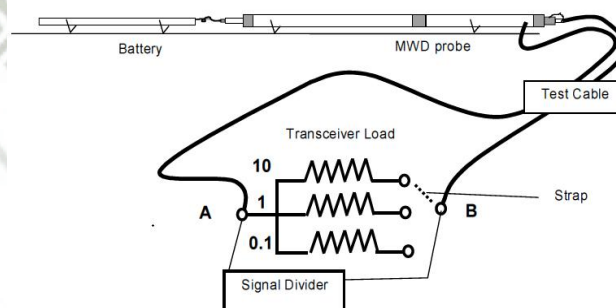 Battery
MWD probe
Test Cable
Transceiver Load
10
1
0.1
A
B
Strap
Signal Divider